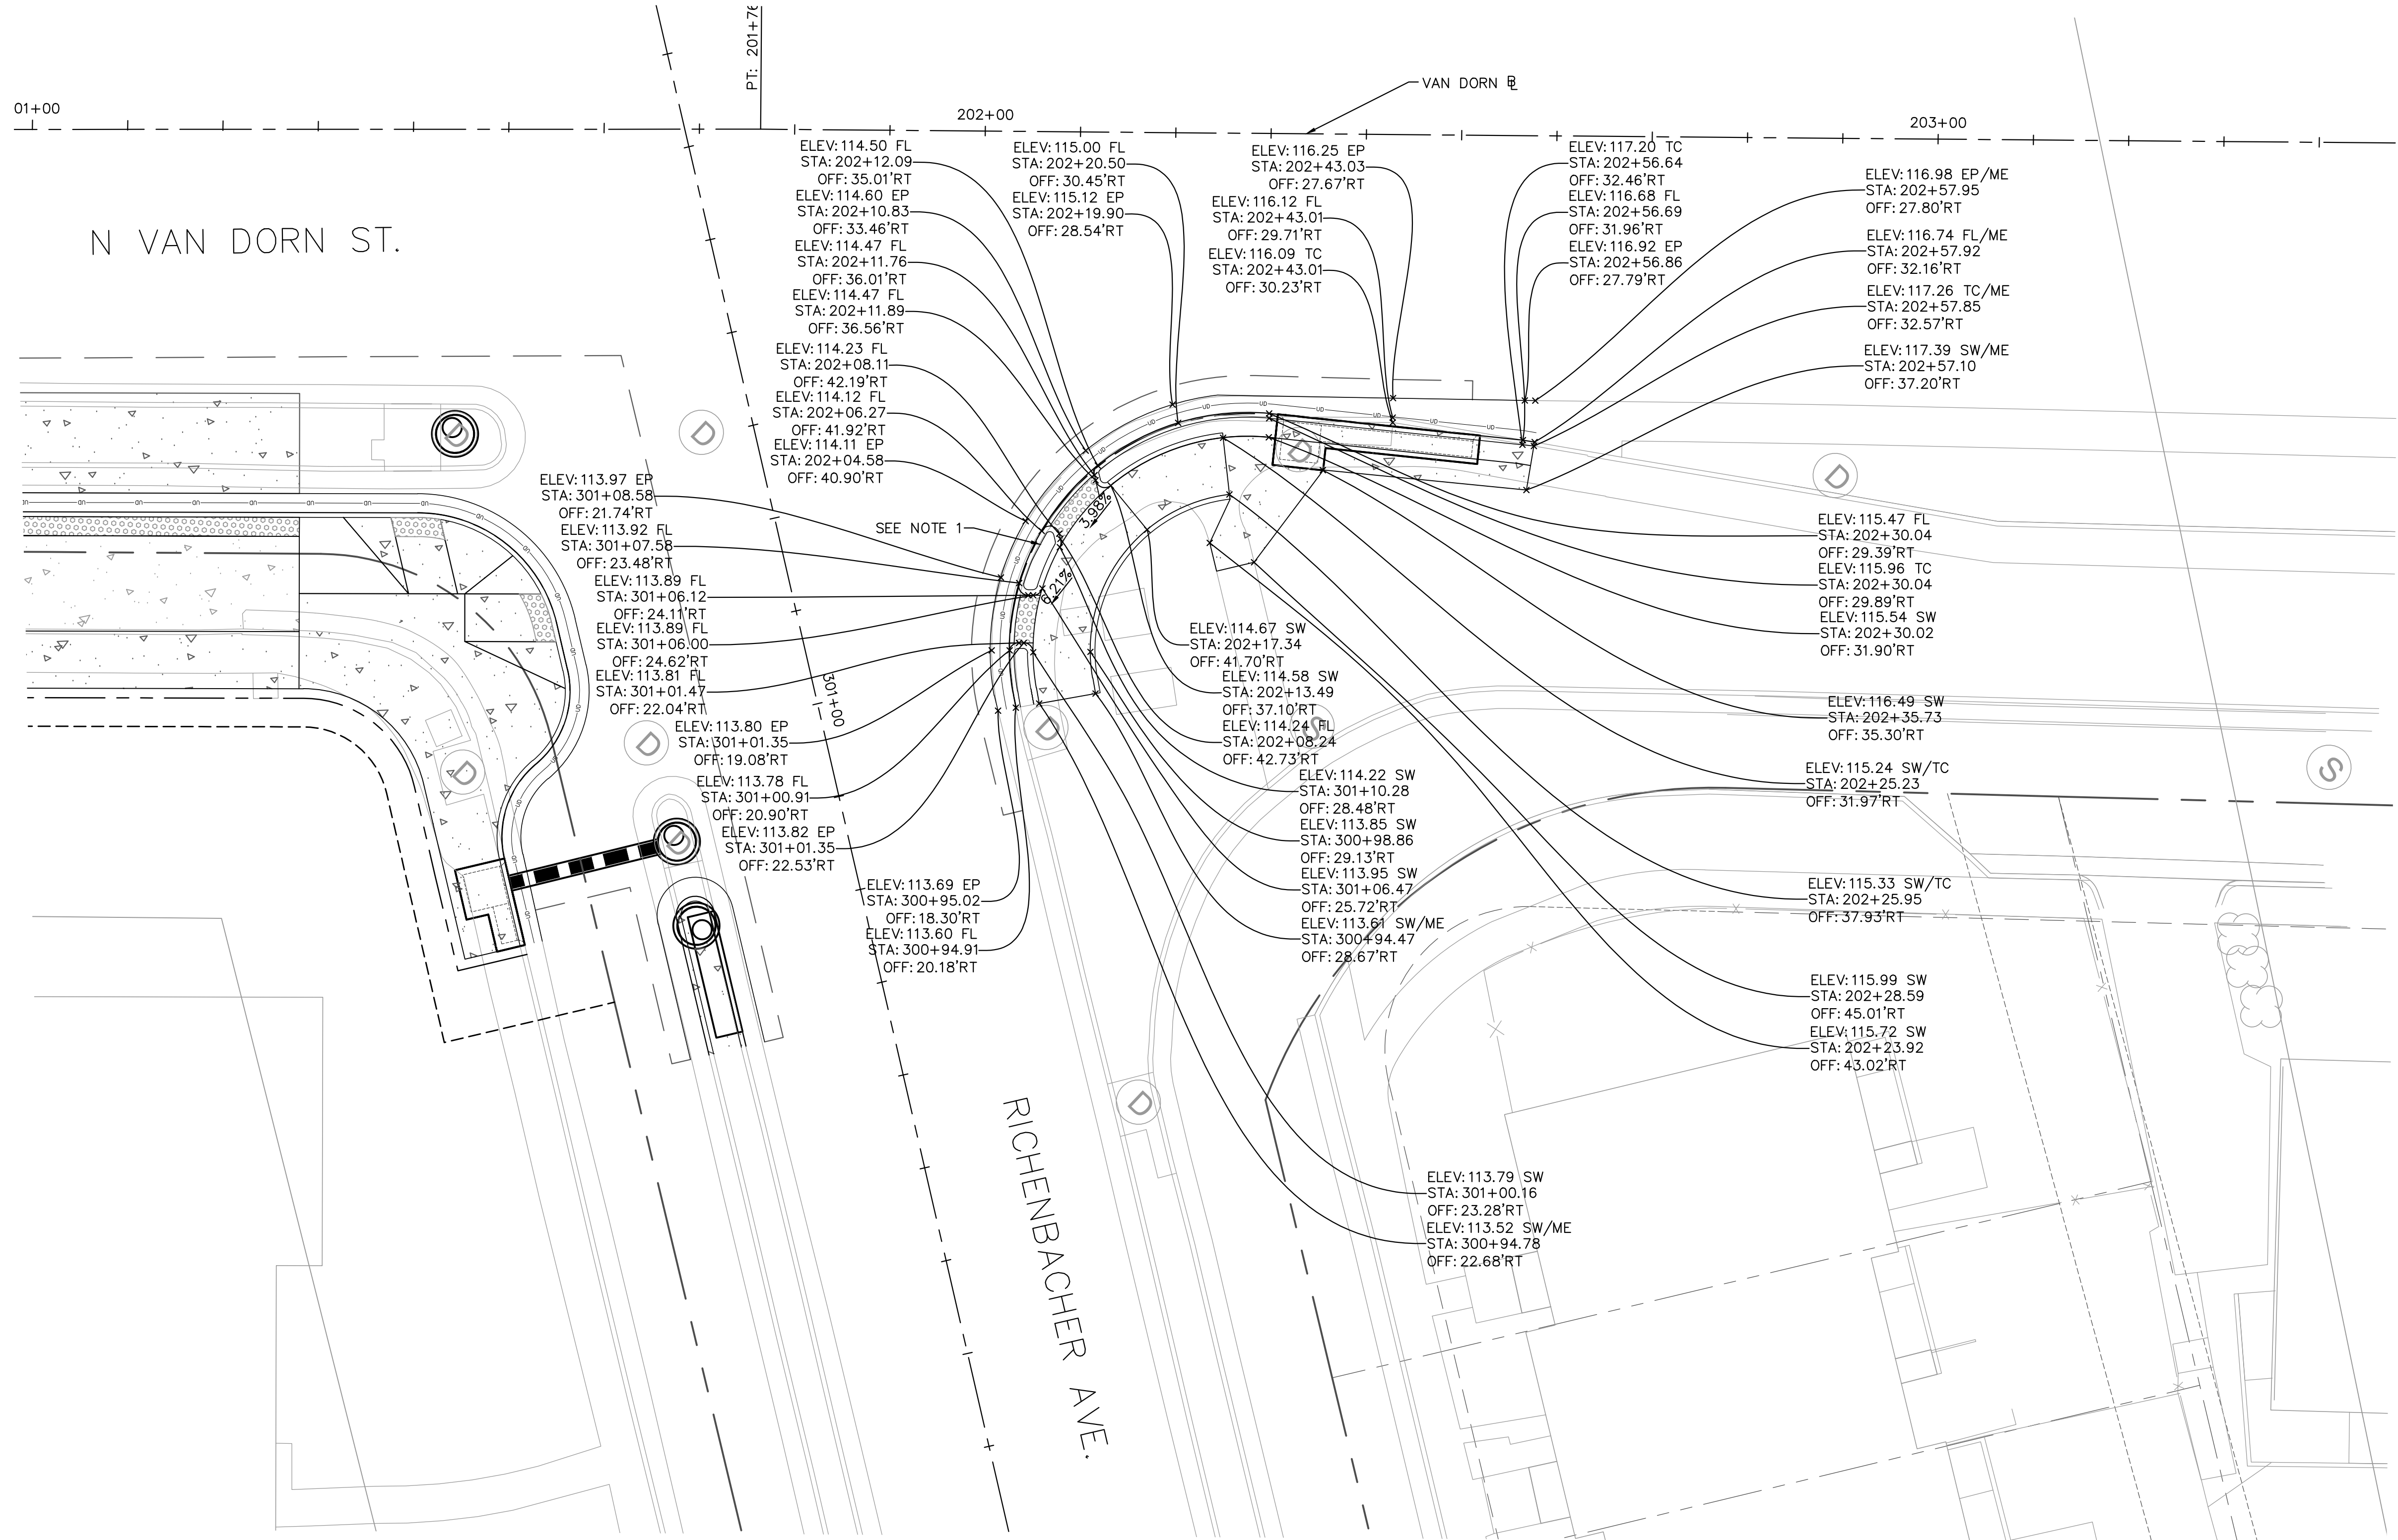 PT: 201+76
VAN DORN BL
01+00
202+00
203+00
N VAN DORN ST.
ELEV: 114.50 FL
STA: 202+12.09
OFF: 35.01'RT
ELEV: 114.60 EP
STA: 202+10.83
OFF: 33.46'RT
ELEV: 114.47 FL
STA: 202+11.76
OFF: 36.01'RT
ELEV: 114.47 FL
STA: 202+11.89
OFF: 36.56'RT
ELEV: 114.23 FL
STA: 202+08.11
OFF: 42.19'RT
ELEV: 114.12 FL
STA: 202+06.27
OFF: 41.92'RT
ELEV: 114.11 EP
STA: 202+04.58
OFF: 40.90'RT
ELEV: 115.00 FL
STA: 202+20.50
OFF: 30.45'RT
ELEV: 115.12 EP
STA: 202+19.90
OFF: 28.54'RT
ELEV: 116.25 EP
STA: 202+43.03
OFF: 27.67'RT
ELEV: 116.12 FL
STA: 202+43.01
OFF: 29.71'RT
ELEV: 116.09 TC
STA: 202+43.01
OFF: 30.23'RT
ELEV: 117.20 TC
STA: 202+56.64
OFF: 32.46'RT
ELEV: 116.68 FL
STA: 202+56.69
OFF: 31.96'RT
ELEV: 116.92 EP
STA: 202+56.86
OFF: 27.79'RT
ELEV: 116.98 EP/ME
STA: 202+57.95
OFF: 27.80'RT
ELEV: 116.74 FL/ME
STA: 202+57.92
OFF: 32.16'RT
ELEV: 117.26 TC/ME
STA: 202+57.85
OFF: 32.57'RT
ELEV: 117.39 SW/ME
STA: 202+57.10
OFF: 37.20'RT
ELEV: 113.97 EP
STA: 301+08.58
OFF: 21.74'RT
ELEV: 113.92 FL
STA: 301+07.58
OFF: 23.48'RT
ELEV: 113.89 FL
STA: 301+06.12
OFF: 24.11'RT
ELEV: 113.89 FL
STA: 301+06.00
OFF: 24.62'RT
ELEV: 113.81 FL
STA: 301+01.47
OFF: 22.04'RT
ELEV: 113.80 EP
STA: 301+01.35
OFF: 19.08'RT
ELEV: 113.78 FL
STA: 301+00.91
OFF: 20.90'RT
ELEV: 113.82 EP
STA: 301+01.35
OFF: 22.53'RT
ELEV: 113.69 EP
STA: 300+95.02
OFF: 18.30'RT
ELEV: 113.60 FL
STA: 300+94.91
OFF: 20.18'RT
SEE NOTE 1
3.98%
6.21%
301+00
ELEV: 114.67 SW
STA: 202+17.34
OFF: 41.70'RT
ELEV: 114.58 SW
STA: 202+13.49
OFF: 37.10'RT
ELEV: 114.24 FL
STA: 202+08.24
OFF: 42.73'RT
ELEV: 114.22 SW
STA: 301+10.28
OFF: 28.48'RT
ELEV: 113.85 SW
STA: 300+98.86
OFF: 29.13'RT
ELEV: 113.95 SW
STA: 301+06.47
OFF: 25.72'RT
ELEV: 113.61 SW/ME
STA: 300+94.47
OFF: 28.67'RT
ELEV: 115.47 FL
STA: 202+30.04
OFF: 29.39'RT
ELEV: 115.96 TC
STA: 202+30.04
OFF: 29.89'RT
ELEV: 115.54 SW
STA: 202+30.02
OFF: 31.90'RT
ELEV: 116.49 SW
STA: 202+35.73
OFF: 35.30'RT
ELEV: 115.24 SW/TC
STA: 202+25.23
OFF: 31.97'RT
ELEV: 115.33 SW/TC
STA: 202+25.95
OFF: 37.93'RT
ELEV: 115.99 SW
STA: 202+28.59
OFF: 45.01'RT
ELEV: 115.72 SW
STA: 202+23.92
OFF: 43.02'RT
ELEV: 113.79 SW
STA: 301+00.16
OFF: 23.28'RT
ELEV: 113.52 SW/ME
STA: 300+94.78
OFF: 22.68'RT
RICHENBACHER AVE.
D
D
D
D
D
D
D
D
D
D
S
S